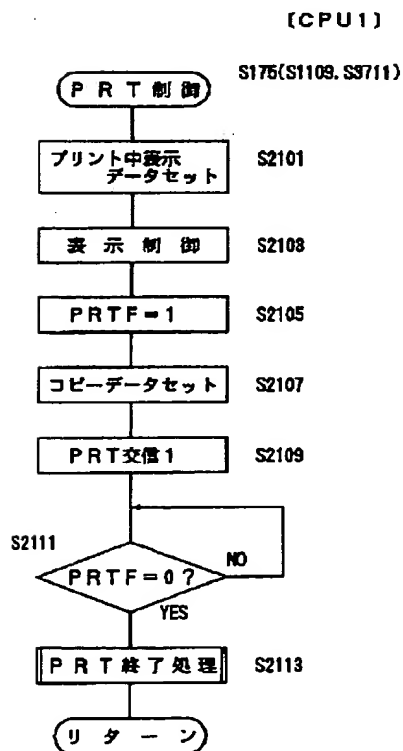 [CPU1]
S175(S1109.S3711)
PRT制御
プリント中表示
データセット
S2101
表示制御
S2103
PRTF=1
S2105
コピーデータセット
S2107
PRT交信1
S2109
S2111
PRTF=0?
NO
YES
PRT終了処理
S2113
リターン